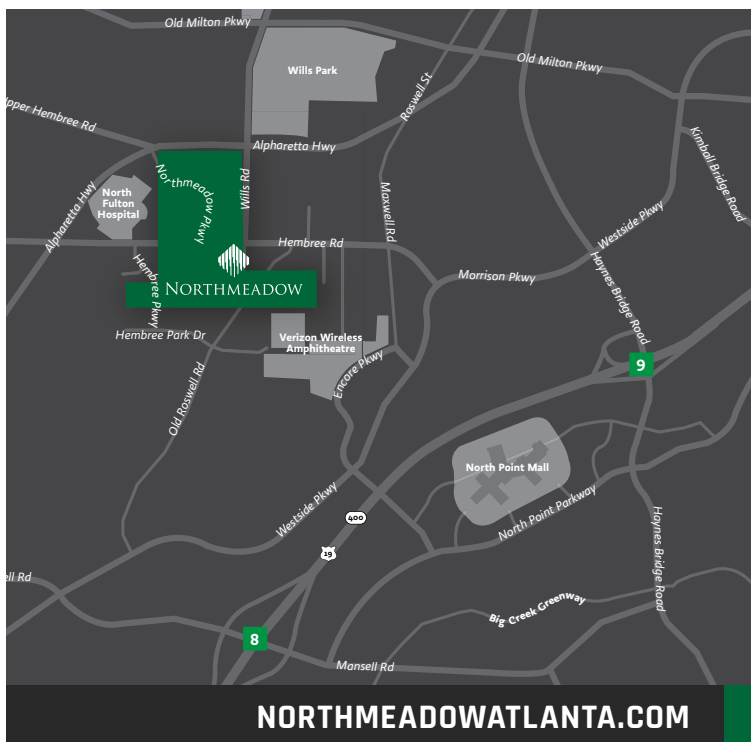 Old Milton Pkwy
Old Milton Pkwy
Wills Park
Roswell St
Upper Hembree Rd
Alpharetta Hwy
Kimball Bridge Road
Northmeadow Pkwy
Wills Rd
North
Fulton
Hospital
Alpharetta Hwy
Maxwell Rd
Westside Pkwy
Hembree Rd
Haynes Bridge Road
Hembree Pkwy
Morrison Pkwy
NORTHMEADOW
Hembree Park Dr
Verizon Wireless
Amphitheatre
Encore Pkwy
9
Old Roswell Rd
North Point Mall
Westside Pkwy
400
North Point Parkway
19
Haynes Bridge Road
ell Rd
Big Creek Greenway
8
Mansell Rd
NORTHMEADOWATLANTA.COM